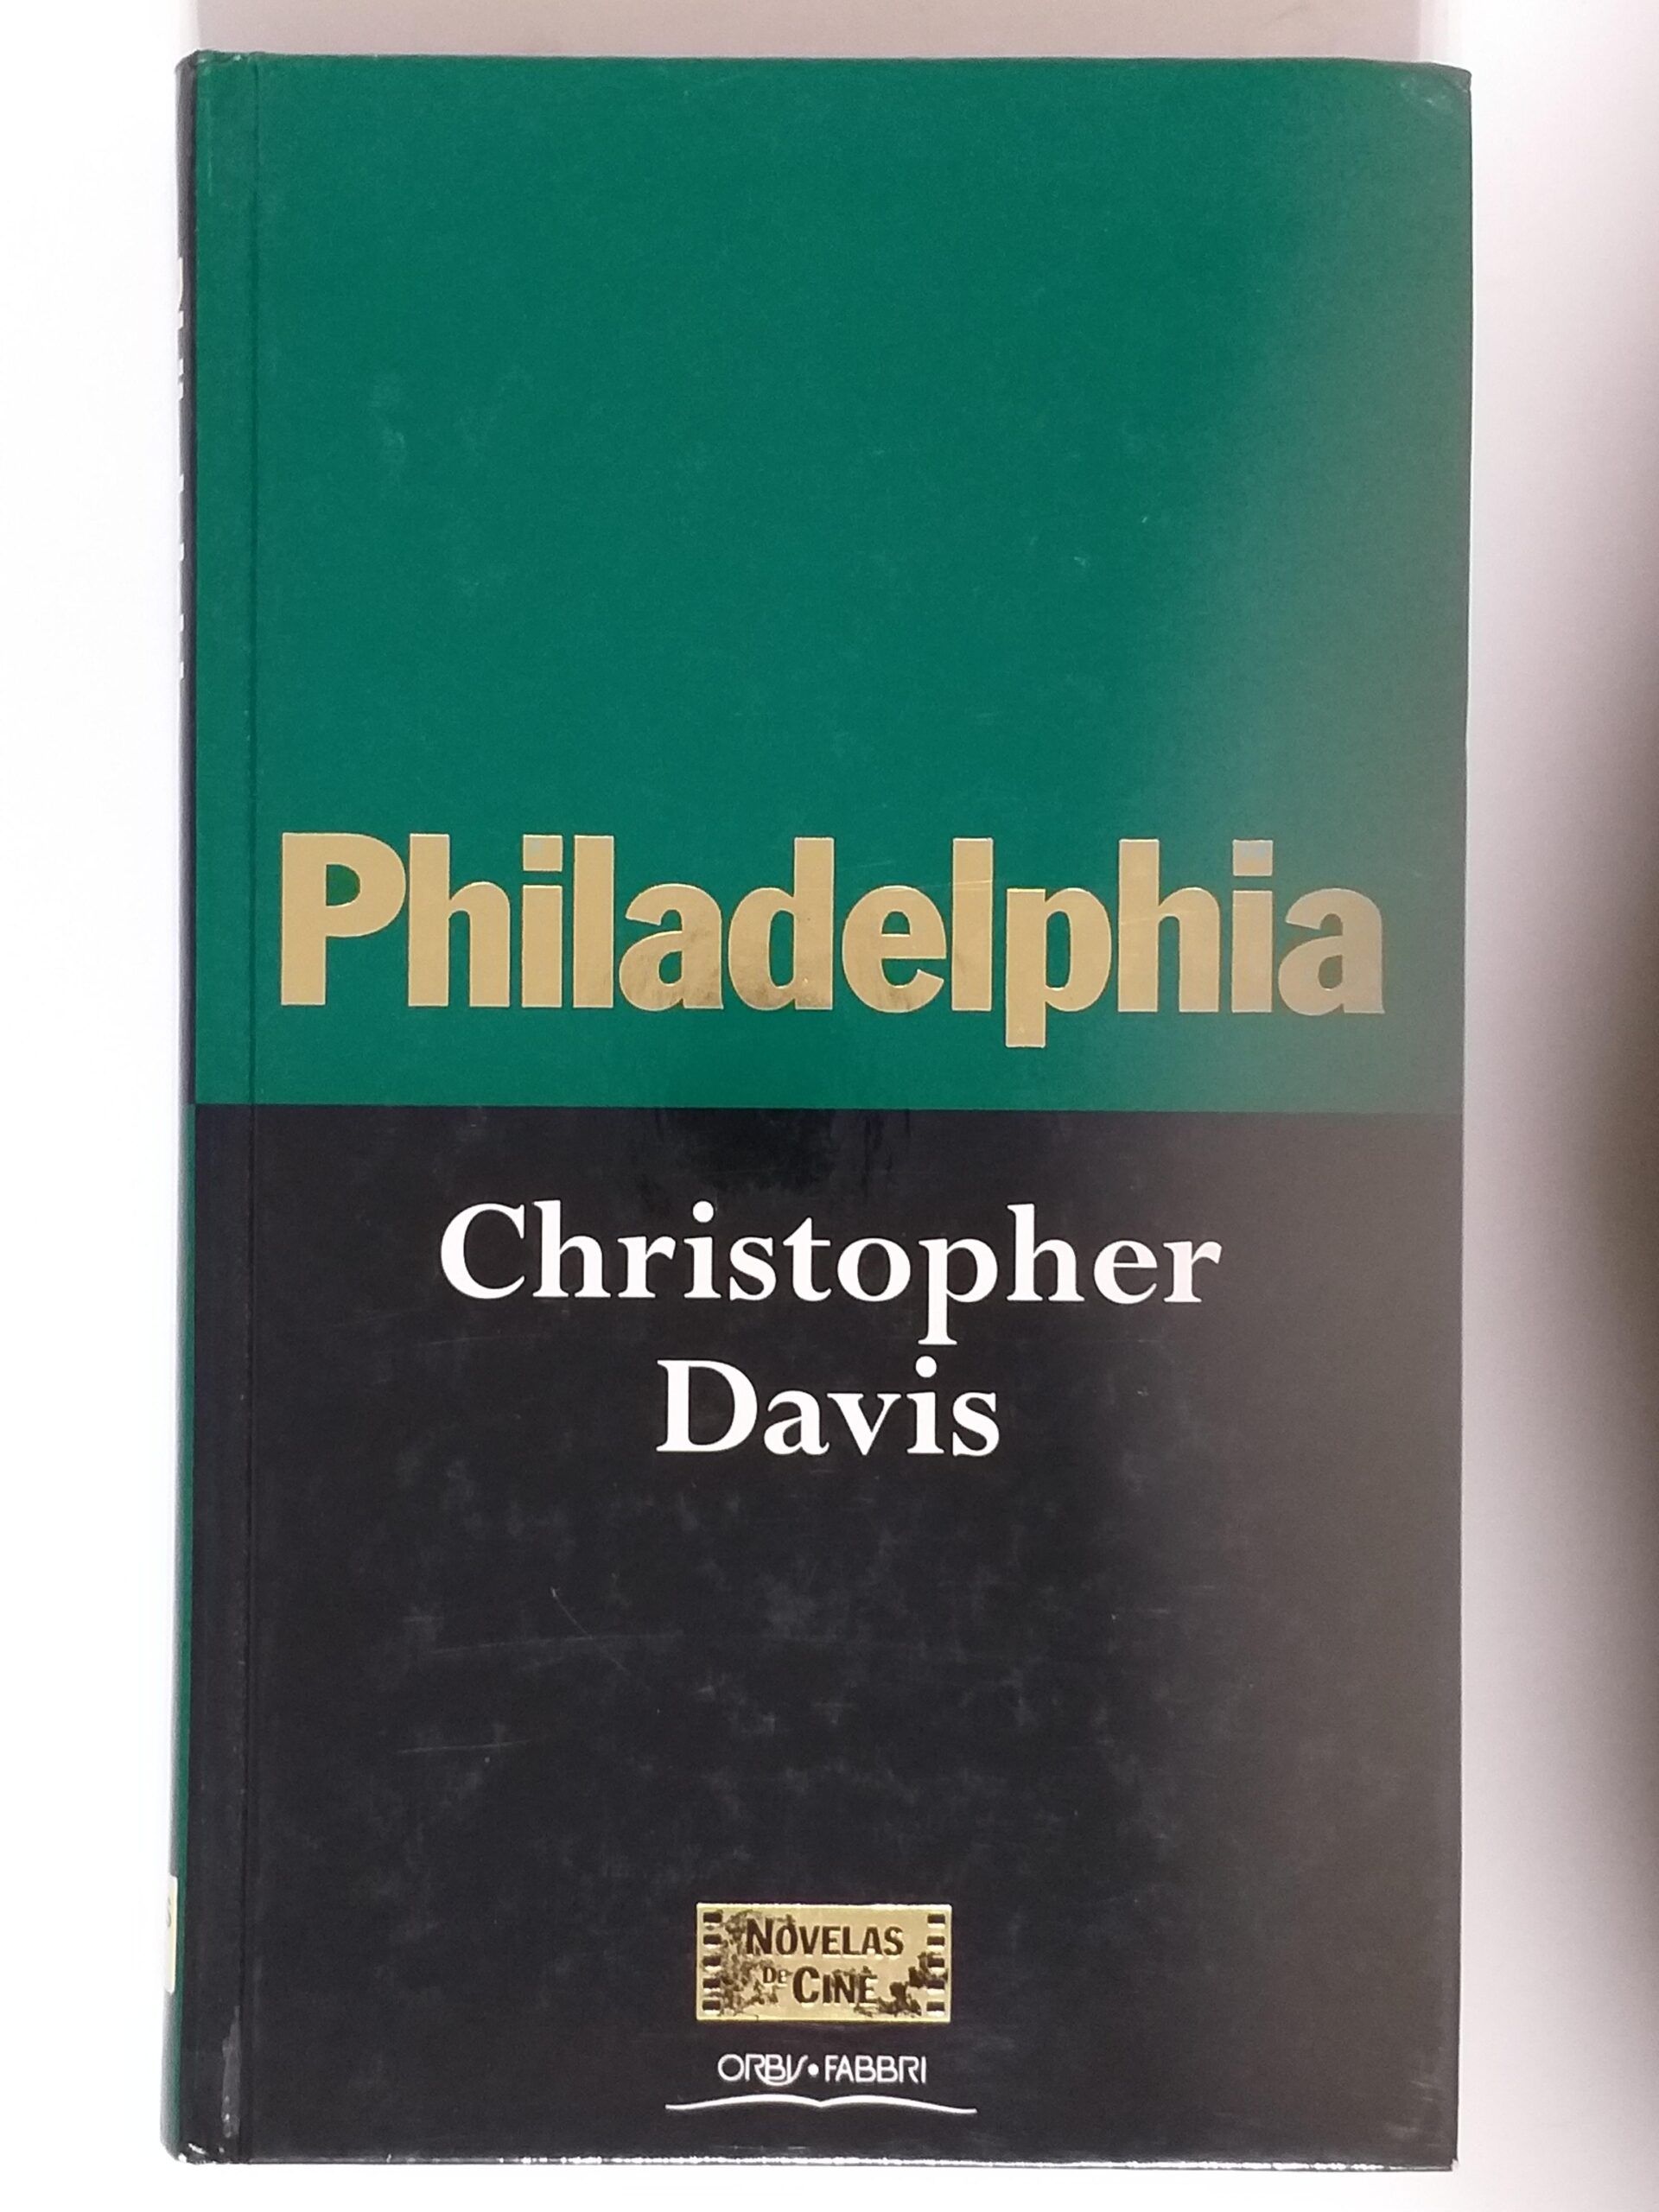 Philadelphia
Christopher
Davis
NOVELAS
DE CINE
ORBIS•FABBRI